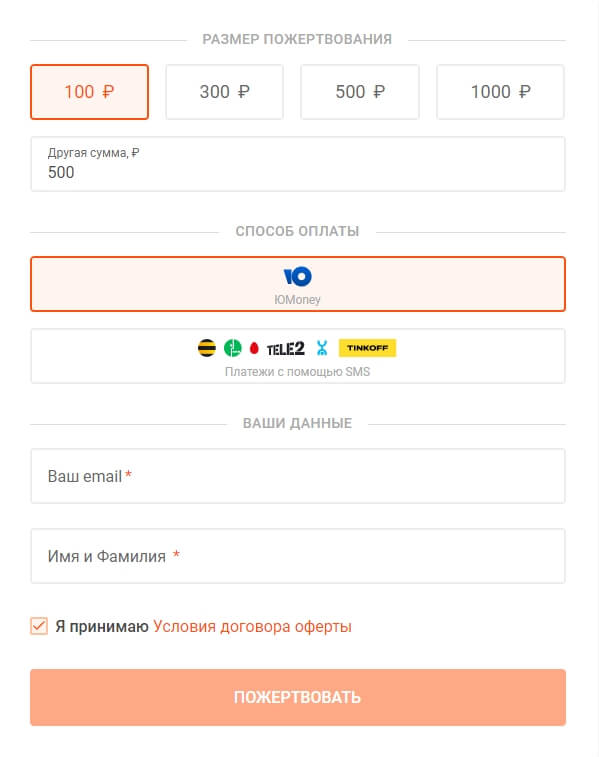 РАЗМЕР ПОЖЕРТВОВАНИЯ
100 ₽ 300 ₽ 500 ₽ 1000 ₽
Другая сумма, ₽
500
СПОСОБ ОПЛАТЫ
Ю
ЮMoney
TELE2 TINKOFF
Платежи с помощью SMS
ВАШИ ДАННЫЕ
Ваш email *
Имя и Фамилия *
Я принимаю Условия договора оферты
ПОЖЕРТВОВАТЬ